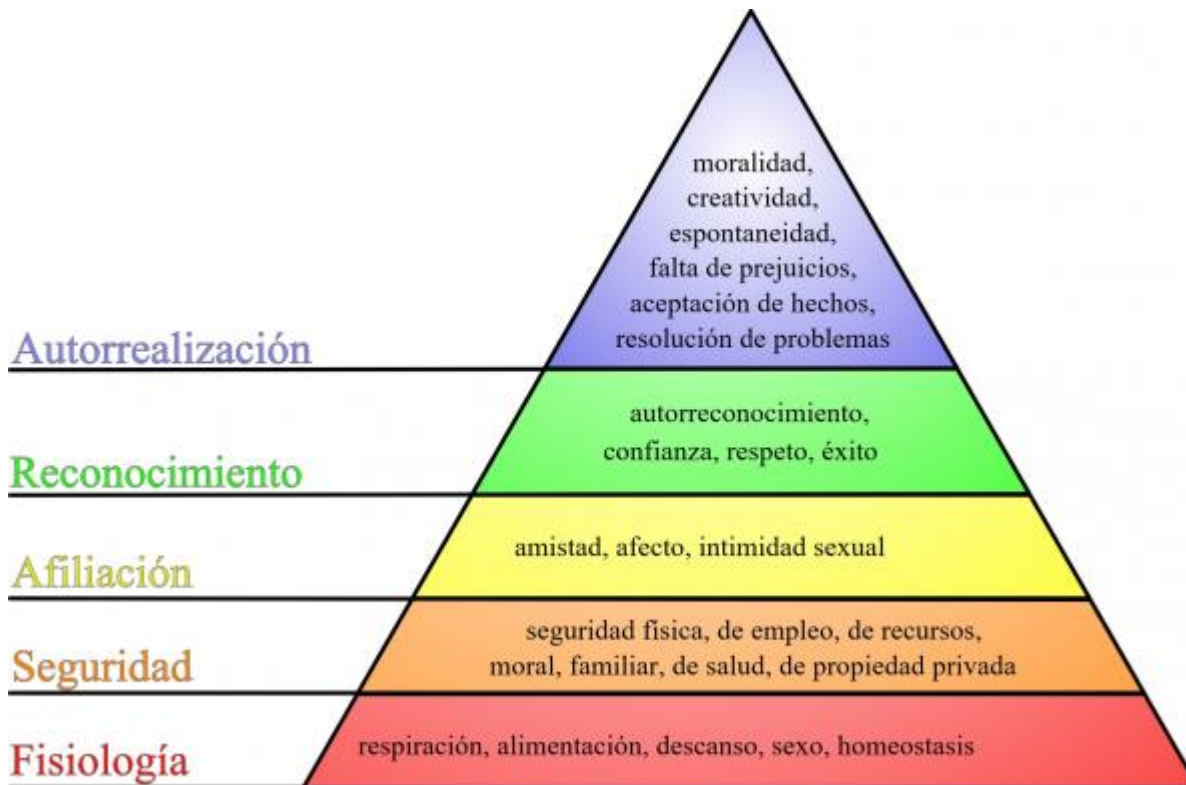 moralidad,
creatividad,
espontaneidad,
falta de prejuicios,
aceptación de hechos,
resolución de problemas
Autorrealización
autorreconocimiento,
confianza, respeto, éxito
Reconocimiento
amistad, afecto, intimidad sexual
Afiliación
seguridad física, de empleo, de recursos,
moral, familiar, de salud, de propiedad privada
Seguridad
respiración, alimentación, descanso, sexo, homeostasis
Fisiología